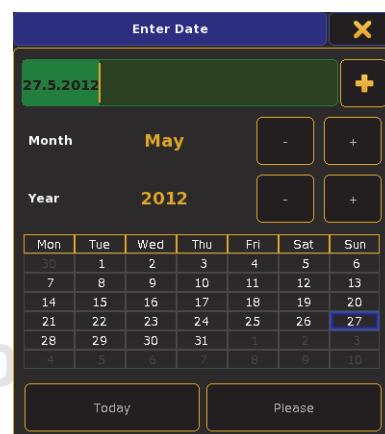 Enter Date
27.5.2012
Month May - +
Year 2012 - +
Mon Tue Wed Thu Fri Sat Sun
30 1 2 3 4 5 6
7 8 9 10 11 12 13
14 15 16 17 18 19 20
21 22 23 24 25 26 27
28 29 30 31 1 2 3
4 5 6 7 8 9 10
Today Please